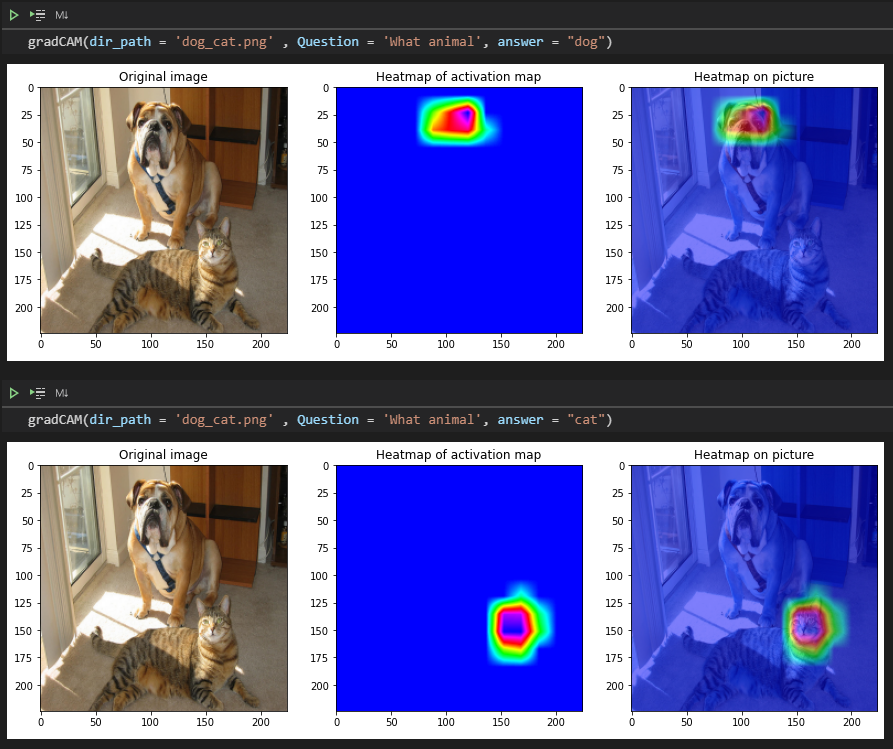 M↓
gradCAM(dir_path = 'dog_cat.png' , Question = 'What animal', answer = "dog")
Original image Heatmap of activation map Heatmap on picture
0 0 0
25 25 25
50 50 50
75 75 75
100 100 100
125 125 125
150 150 150
175 175 175
200 200 200
0 50 100 150 200 0 50 100 150 200 0 50 100 150 200
M↓
gradCAM(dir_path = 'dog_cat.png' , Question = 'What animal', answer = "cat")
Original image Heatmap of activation map Heatmap on picture
0 0 0
25 25 25
50 50 50
75 75 75
100 100 100
125 125 125
150 150 150
175 175 175
200 200 200
0 50 100 150 200 0 50 100 150 200 0 50 100 150 200